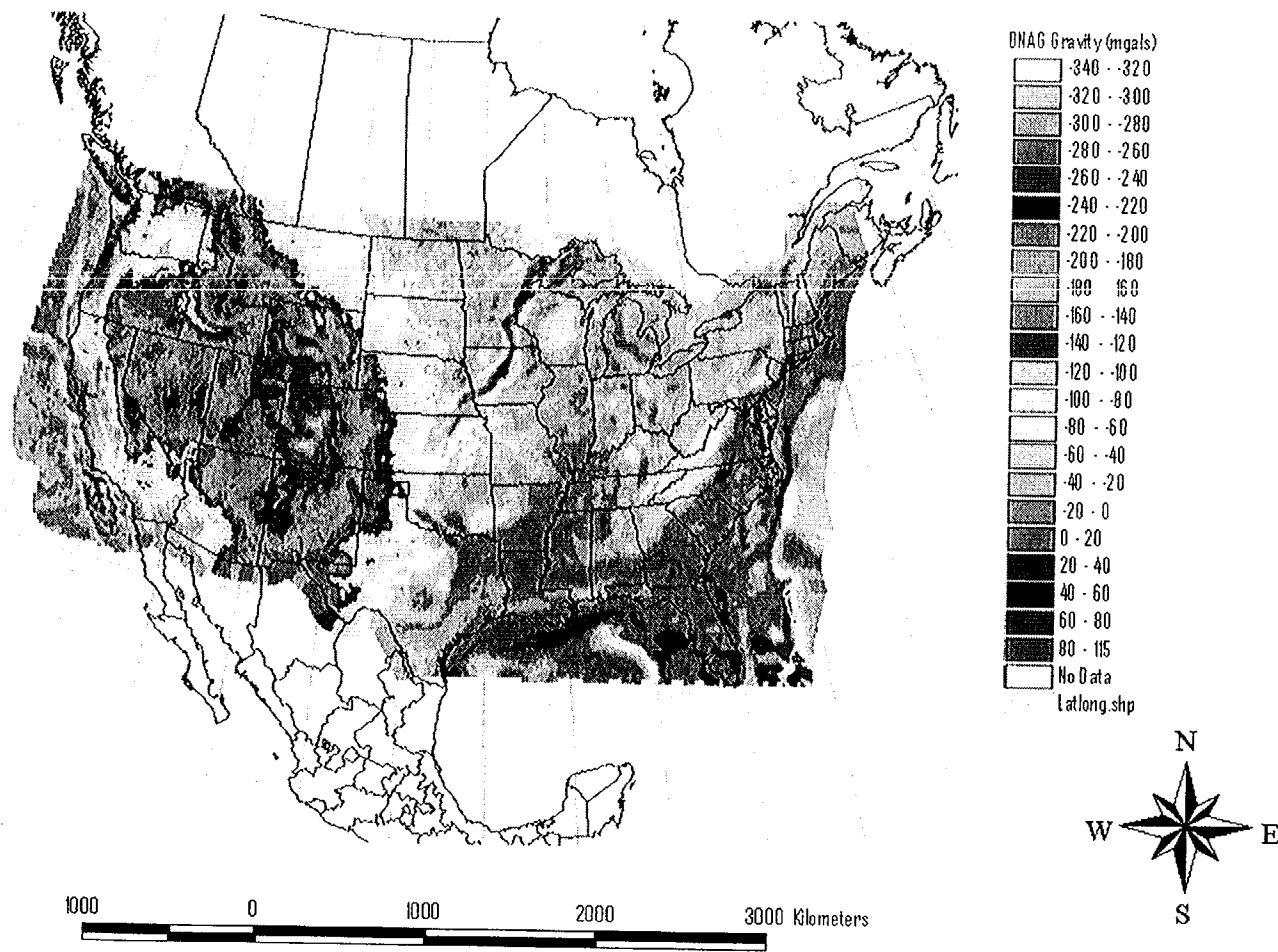 DNAG Gravity (mgals)
-340 - -320
-320 - -300
-300 - -280
-280 - -260
-260 - -240
-240 - -220
-220 - -200
-200 - -180
-180 160
-160 - -140
-140 - -120
-120 - -100
-100 - -80
-80 - -60
-60 - -40
-40 - -20
-20 - 0
0 - 20
20 - 40
40 - 60
60 - 80
80 - 115
No Data
Latlong.shp
N
W E
S
1000 0 1000 2000 3000 Kilometers